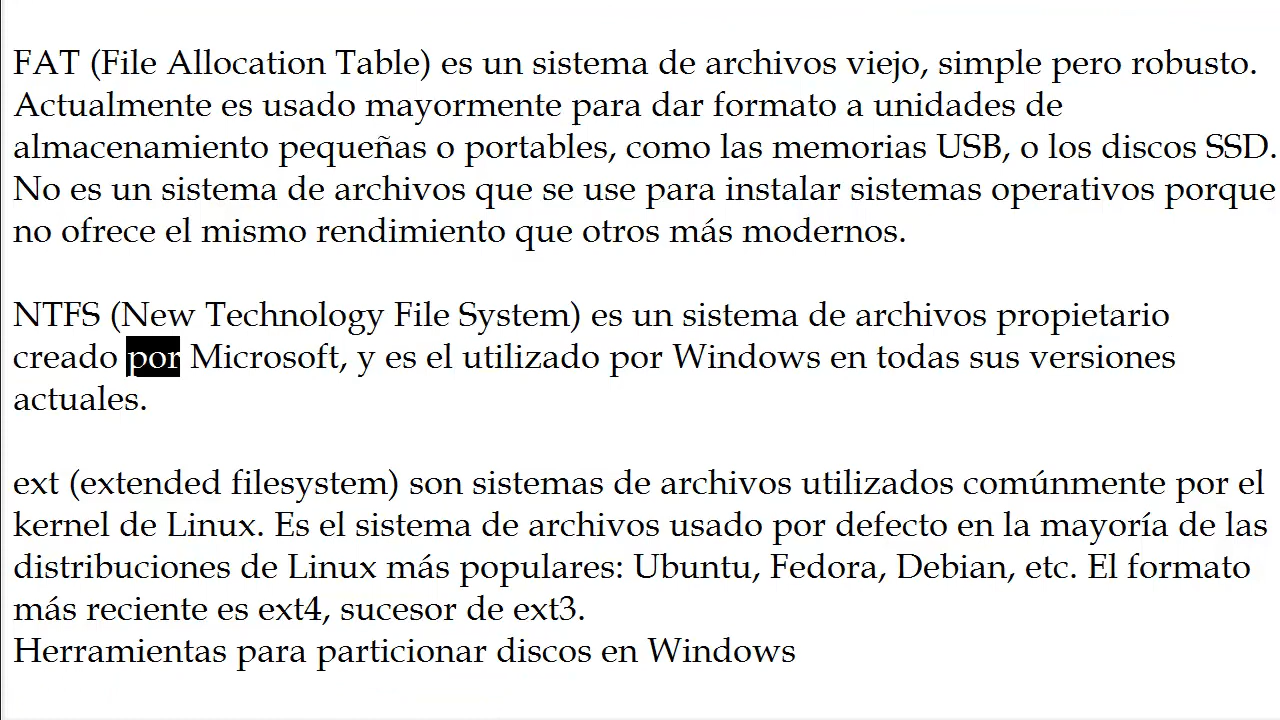 FAT (File Allocation Table) es un sistema de archivos viejo, simple pero robusto.
Actualmente es usado mayormente para dar formato a unidades de
almacenamiento pequeñas o portables, como las memorias USB, o los discos SSD.
No es un sistema de archivos que se use para instalar sistemas operativos porque
no ofrece el mismo rendimiento que otros más modernos.
NTFS (New Technology File System) es un sistema de archivos propietario
creado por Microsoft, y es el utilizado por Windows en todas sus versiones
actuales.
ext (extended filesystem) son sistemas de archivos utilizados comúnmente por el
kernel de Linux. Es el sistema de archivos usado por defecto en la mayoría de las
distribuciones de Linux más populares: Ubuntu, Fedora, Debian, etc. El formato
más reciente es ext4, sucesor de ext3.
Herramientas para particionar discos en Windows